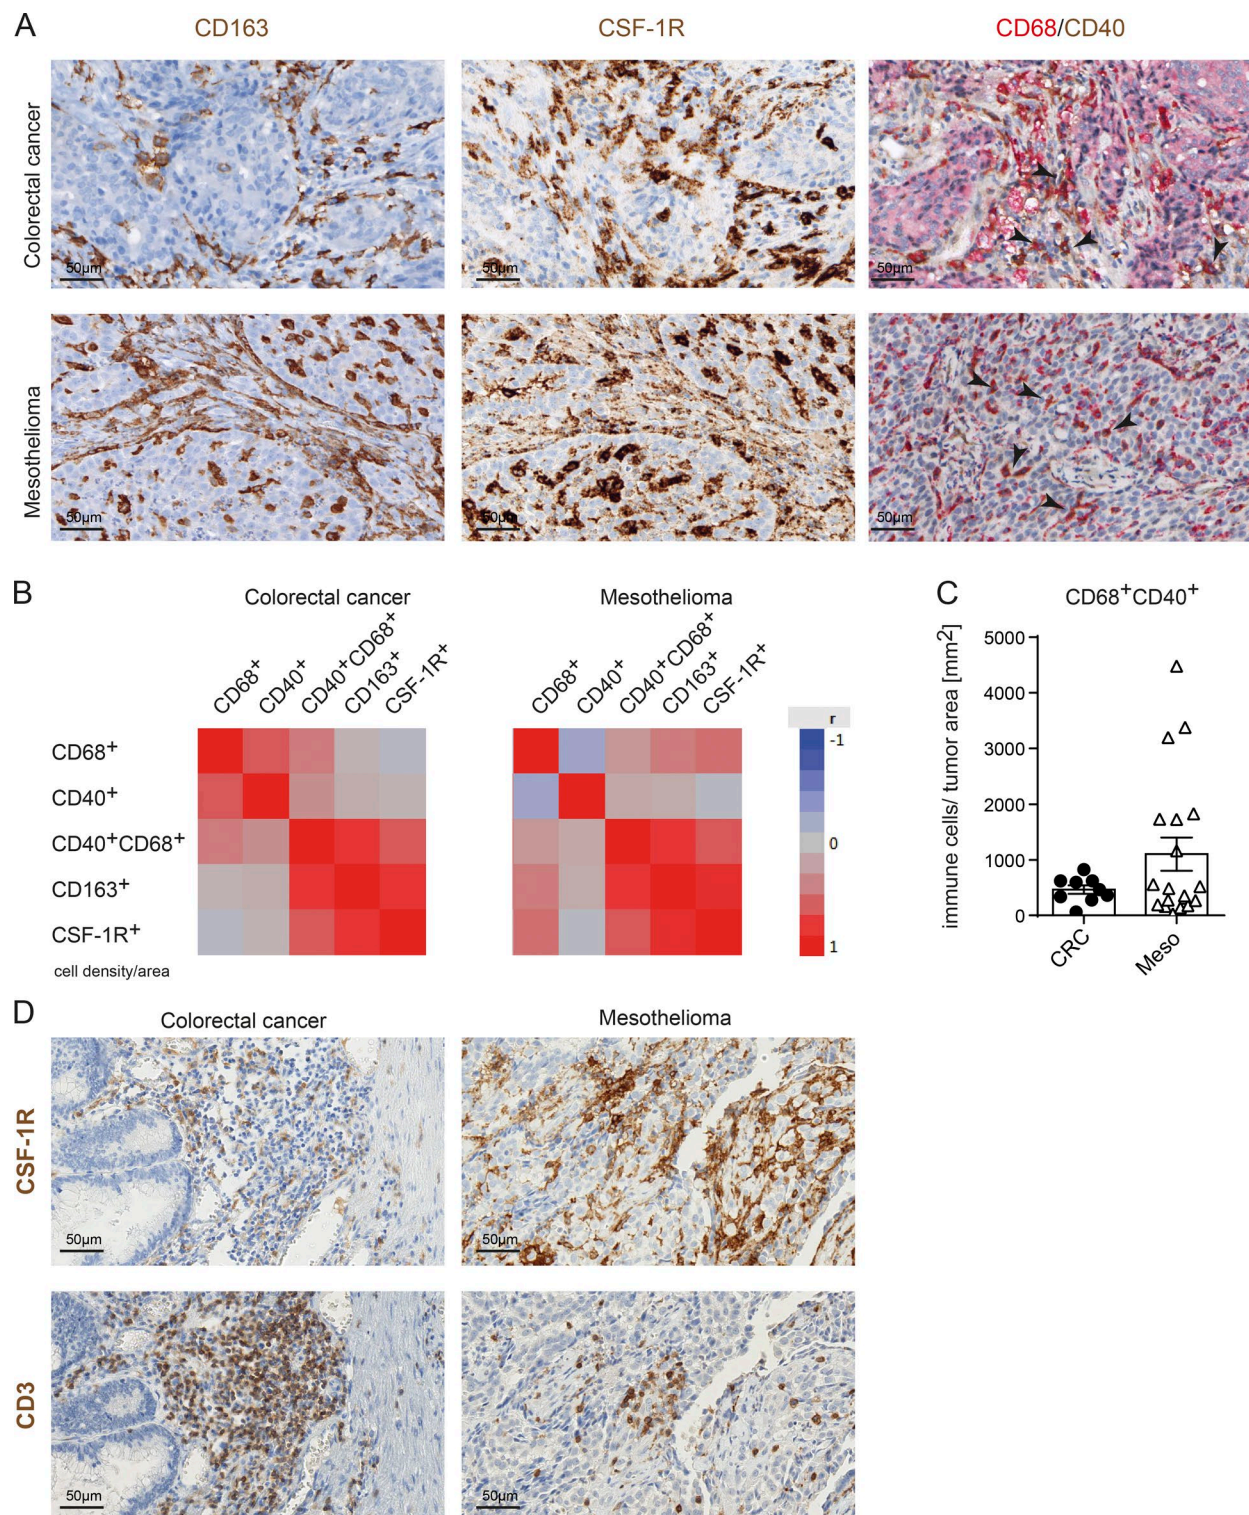 A
CD163
CSF-1R
CD68/CD40
Colorectal cancer
50µm
50µm
50µm
Mesothelioma
50µm
50µm
50µm
B
Colorectal cancer
Mesothelioma
CD68+
CD40+
CD40+CD68+
CD163+
CSF-1R+
CD68+
CD40+
CD40+CD68+
CD163+
CSF-1R+
CD68+
CD40+
CD40+CD68+
CD163+
CSF-1R+
cell density/area
r
-1
0
1
C
CD68+CD40+
immune cells/ tumor area [mm2]
5000
4000
3000
2000
1000
0
CRC
Meso
D
Colorectal cancer
Mesothelioma
CSF-1R
50µm
50µm
CD3
50µm
50µm